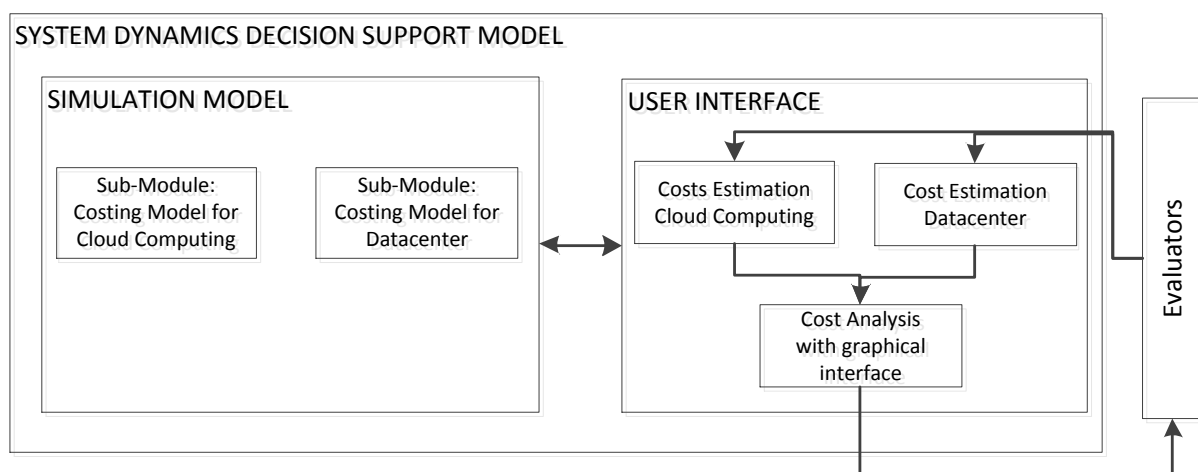 SYSTEM DYNAMICS DECISION SUPPORT MODEL
SIMULATION MODEL
Sub-Module:
Costing Model for
Cloud Computing
Sub-Module:
Costing Model for
Datacenter
USER INTERFACE
Costs Estimation
Cloud Computing
Cost Estimation
Datacenter
Cost Analysis
with graphical
interface
Evaluators